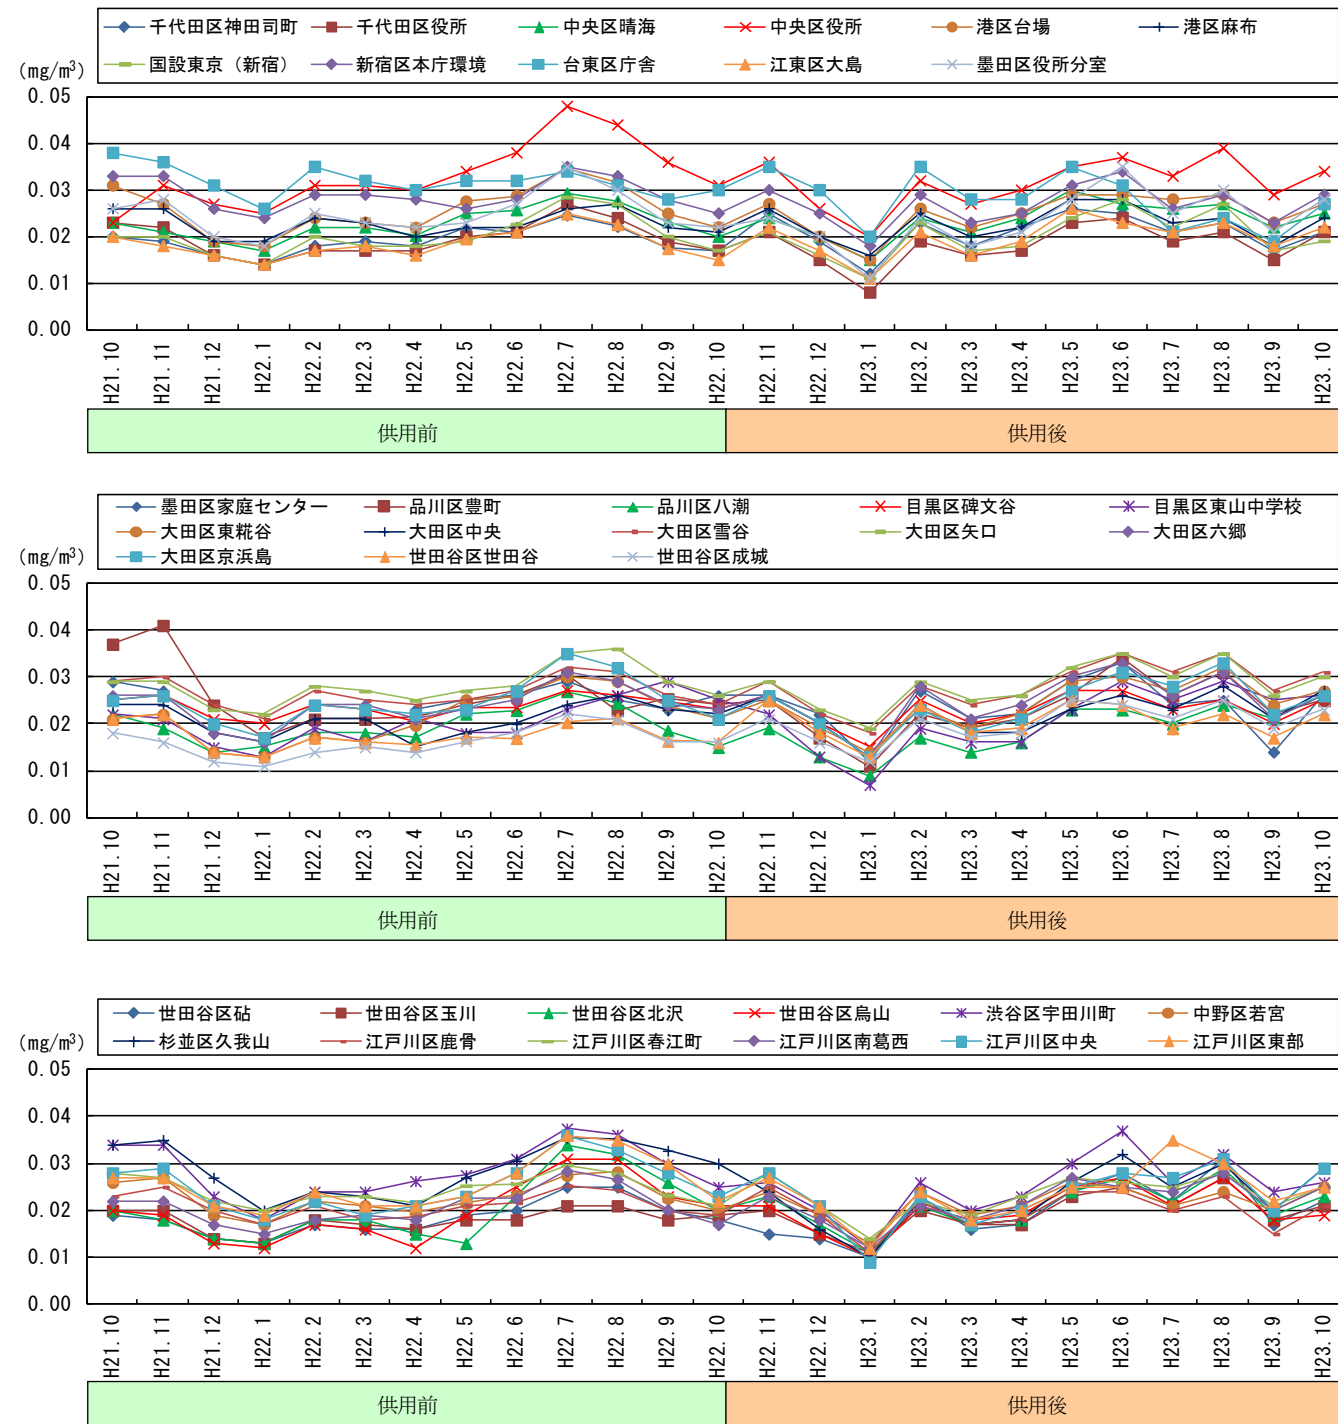 千代田区神田司町 千代田区役所 中央区晴海 中央区役所 港区台場 港区麻布
国設東京（新宿） 新宿区本庁環境 台東区庁舎 江東区大島 墨田区役所分室
(mg/m³)
0.05
0.04
0.03
0.02
0.01
0.00
H21.10 H21.11 H21.12 H22.1 H22.2 H22.3 H22.4 H22.5 H22.6 H22.7 H22.8 H22.9 H22.10 H22.11 H22.12 H23.1 H23.2 H23.3 H23.4 H23.5 H23.6 H23.7 H23.8 H23.9 H23.10
供用前 供用後
墨田区家庭センター 品川区豊町 品川区八潮 目黒区碑文谷 目黒区東山中学校
大田区東糀谷 大田区中央 大田区雪谷 大田区矢口 大田区六郷
大田区京浜島 世田谷区世田谷 世田谷区成城
(mg/m³)
0.05
0.04
0.03
0.02
0.01
0.00
H21.10 H21.11 H21.12 H22.1 H22.2 H22.3 H22.4 H22.5 H22.6 H22.7 H22.8 H22.9 H22.10 H22.11 H22.12 H23.1 H23.2 H23.3 H23.4 H23.5 H23.6 H23.7 H23.8 H23.9 H23.10
供用前 供用後
世田谷区砧 世田谷区玉川 世田谷区北沢 世田谷区烏山 渋谷区宇田川町 中野区若宮
杉並区久我山 江戸川区鹿骨 江戸川区春江町 江戸川区南葛西 江戸川区中央 江戸川区東部
(mg/m³)
0.05
0.04
0.03
0.02
0.01
0.00
H21.10 H21.11 H21.12 H22.1 H22.2 H22.3 H22.4 H22.5 H22.6 H22.7 H22.8 H22.9 H22.10 H22.11 H22.12 H23.1 H23.2 H23.3 H23.4 H23.5 H23.6 H23.7 H23.8 H23.9 H23.10
供用前 供用後